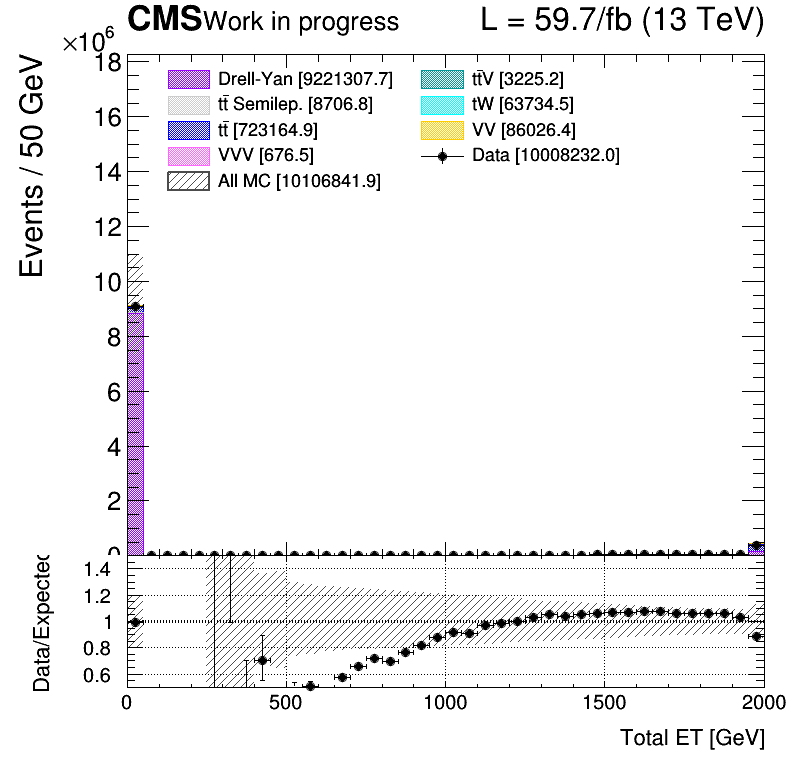 CMS Work in progress L = 59.7/fb (13 TeV)
×10⁶
Events / 50 GeV
18
16
14
12
10
8
6
4
2
0
Drell-Yan [9221307.7]
tt̄ Semilep. [8706.8]
tt̄ [723164.9]
VVV [676.5]
All MC [10106841.9]
tt̄V [3225.2]
tW [63734.5]
VV [86026.4]
Data [10008232.0]
Data/Expected
1.4
1.2
1
0.8
0.6
0 500 1000 1500 2000
Total ET [GeV]